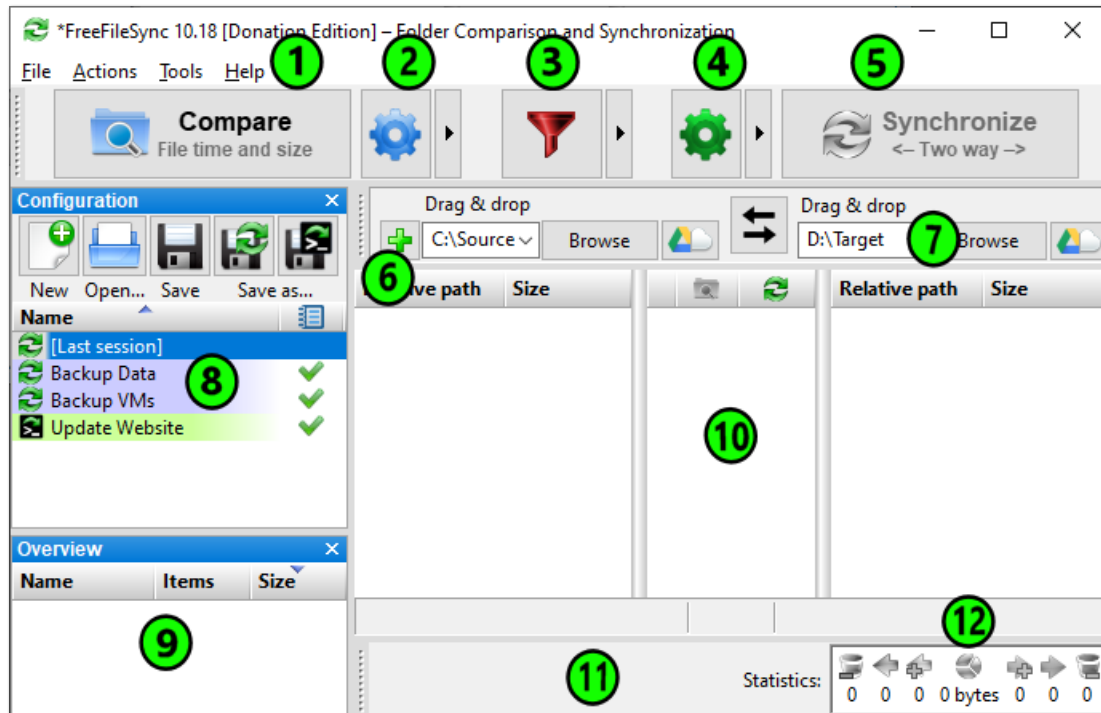 *FreeFileSync 10.18 [Donation Edition] – Folder Comparison and Synchronization
1 2 3 4 5
File Actions Tools Help
Compare
File time and size
Synchronize
<– Two way –>
Configuration
Drag & drop
Drag & drop
C:\Source Browse
D:\Target 7 Browse
6
New Open... Save Save as...
Relative path Size
Relative path Size
Name
[Last session]
Backup Data
8
Backup VMs
Update Website
10
Overview
Name Items Size
9
12
11
Statistics:
0 0 0 0 bytes 0 0 0